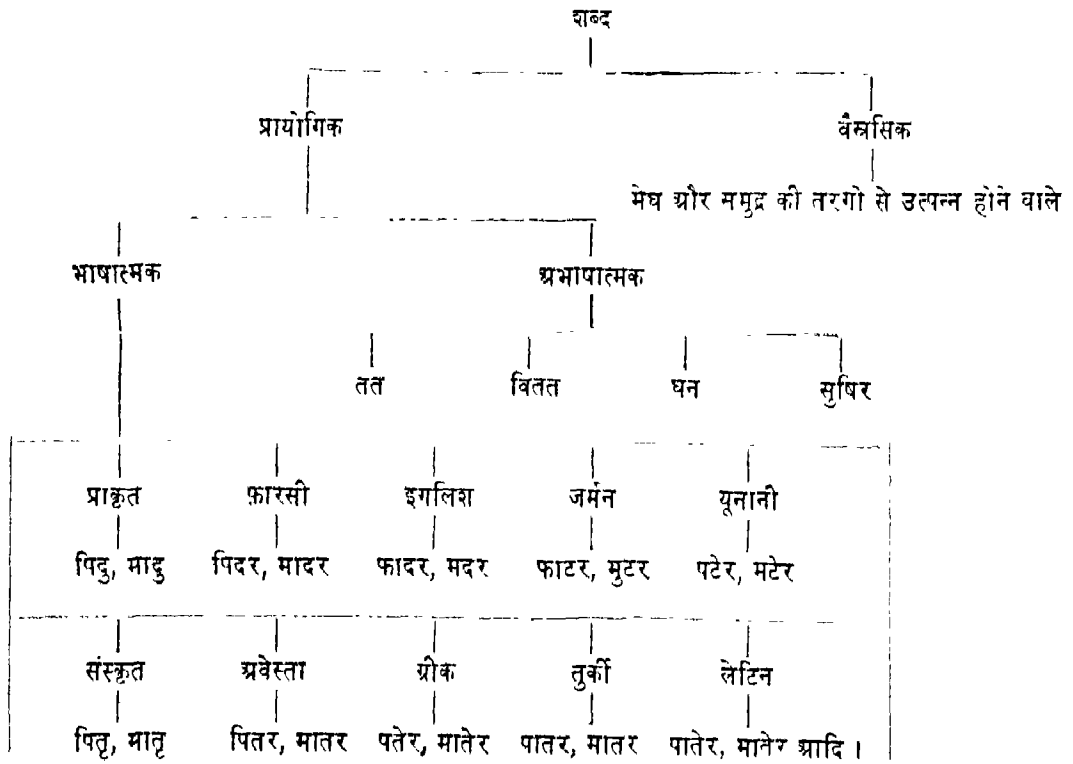 शब्द
प्रायोगिक वैस्रसिक
मेघ और समुद्र की तरगो से उत्पन्न होने वाले
भाषात्मक अभाषात्मक
तत वितत घन सुषिर
प्राकृत फ़ारसी इगलिश जर्मन यूनानी
पिदु, मादु पिदर, मादर फादर, मदर फाटर, मुटर पटेर, मटेर
संस्कृत अवेस्ता ग्रीक तुर्की लेटिन
पितृ, मातृ पितर, मातर पतेर, मातेर पातर, मातर पातेर, मातेर आदि ।